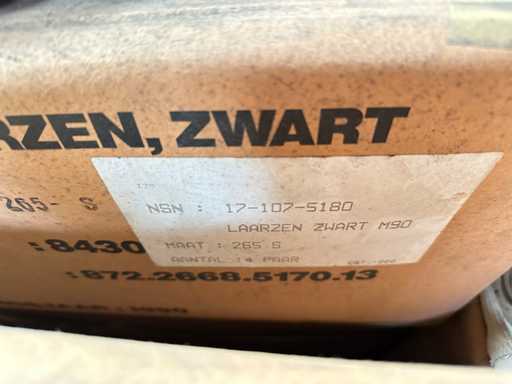 RZEN, ZWART
265- S
NSN : 17-107-5180
LAARZEN ZWART M90
MAAT : 265 S
AANTAL : 4 PAAR
:8430
:872.2668.5170.13